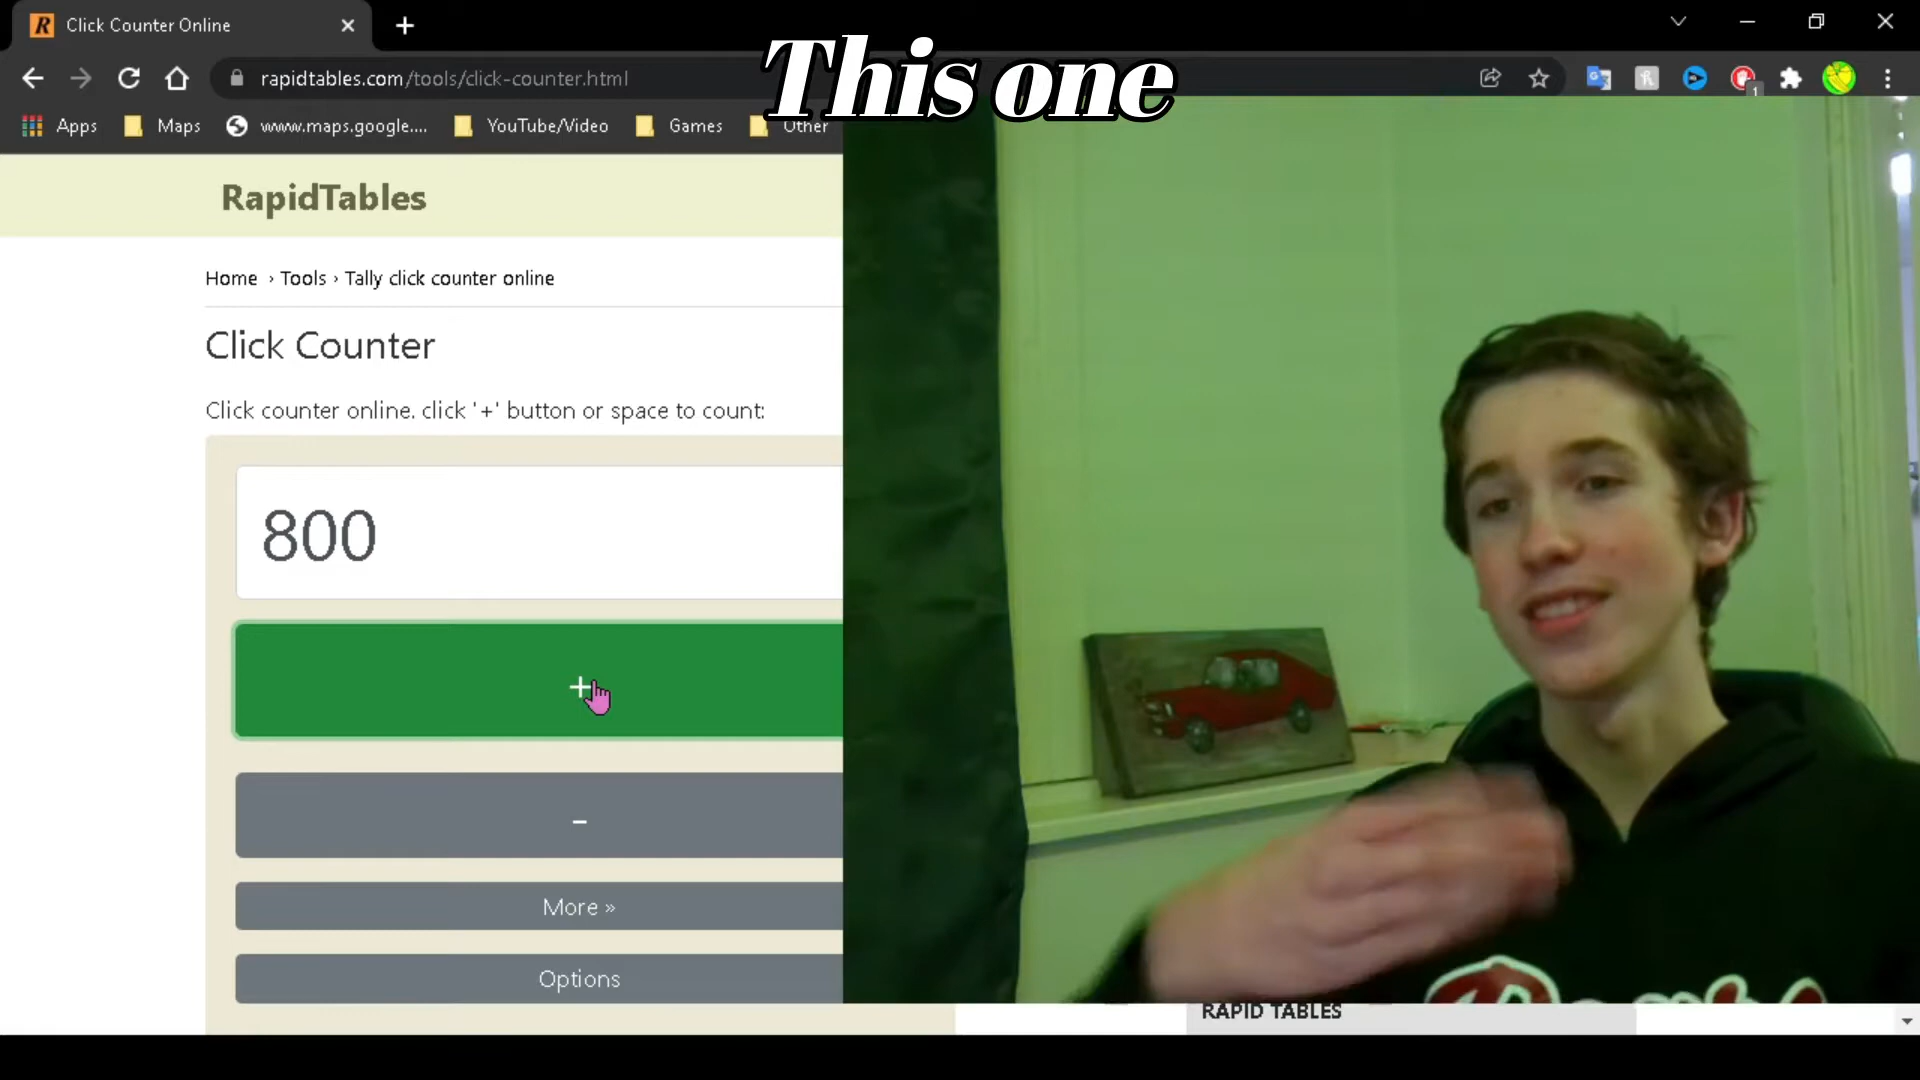 Click Counter Online
This one
rapidtables.com/tools/click-counter.html
1
Apps
Maps
www.maps.google....
YouTube/Video
Games
Other
RapidTables
Home › Tools › Tally click counter online
Click Counter
Click counter online. click '+' button or space to count:
800
+
-
More »
Options
RAPID TABLES